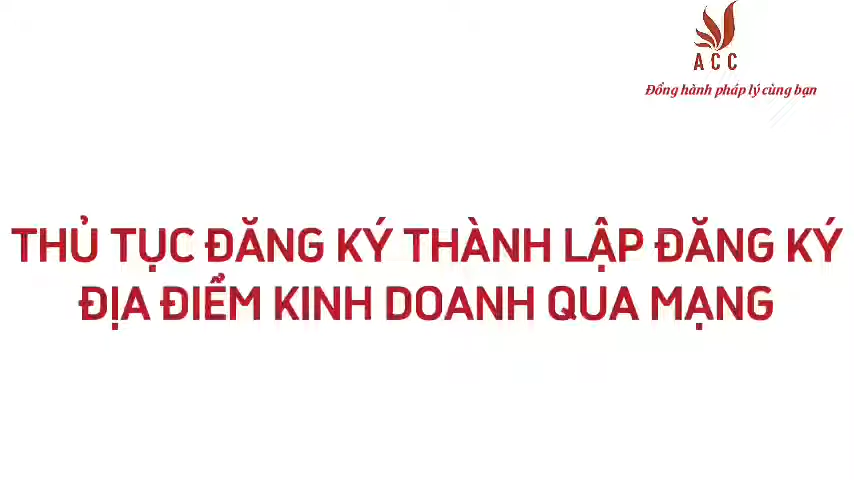 ACC
Đồng hành pháp lý cùng bạn
THỦ TỤC ĐĂNG KÝ THÀNH LẬP ĐĂNG KÝ
ĐỊA ĐIỂM KINH DOANH QUA MẠNG